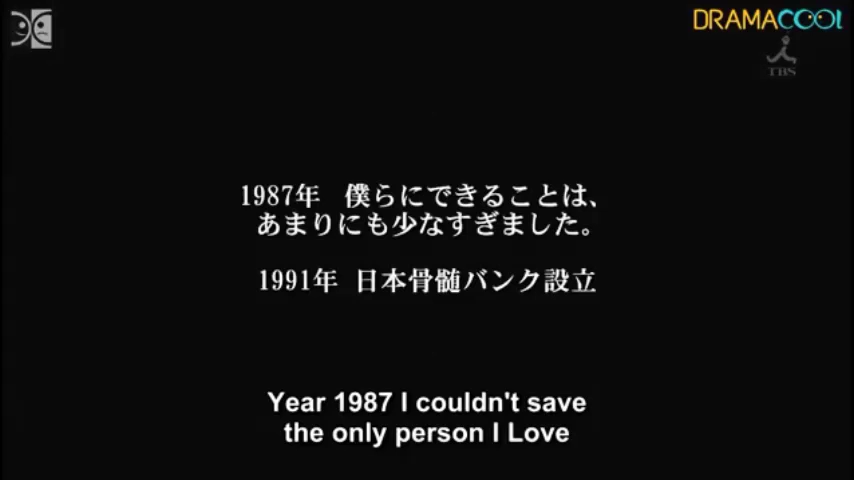 DRAMACOOL
TBS
1987年 僕らにできることは、
あまりにも少なすぎました。
1991年 日本骨髄バンク設立
Year 1987 I couldn't save
the only person I Love